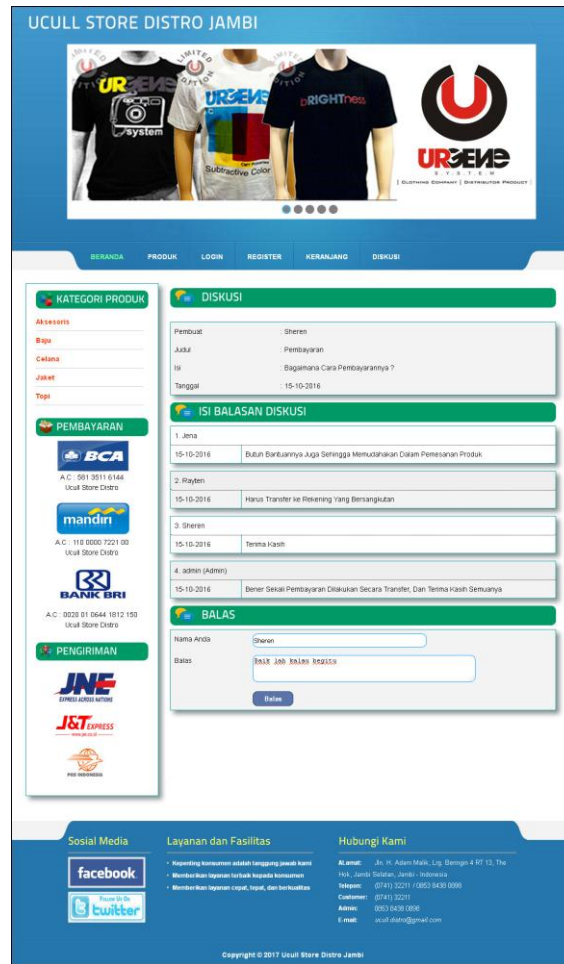 UCULL STORE DISTRO JAMBI
LIMITED EDITION
UR
system
LIMITED EDITION
Subtractive Color
DRIGHTness
URGENE
S.Y.S.T.E.M
| CLOTHING COMPANY | DISTRIBUTOR PRODUCT |
BERANDA PRODUK LOGIN REGISTER KERANJANG DISKUSI
KATEGORI PRODUK
Aksesoris
Baju
Celana
Jaket
Topi
PEMBAYARAN
BCA
A.C : 581 3511 6144
Ucull Store Distro
mandiri
A.C : 110 0000 7221 00
Ucull Store Distro
BANK BRI
A.C : 0020 01 0644 1812 150
Ucull Store Distro
PENGIRIMAN
JNE
EXPRESS ACROSS NATIONS
J&T EXPRESS
POS INDONESIA
DISKUSI
Pembuat : Sheren
Judul : Pembayaran
Isi : Bagaimana Cara Pembayarannya ?
Tanggal : 15-10-2016
ISI BALASAN DISKUSI
1. Jena
15-10-2016 Butuh Bantuannya Juga Sehingga Memudahakan Dalam Pemesanan Produk
2. Rayten
15-10-2016 Harus Transfer ke Rekening Yang Bersangkutan
3. Sheren
15-10-2016 Terima Kasih
4. admin (Admin)
15-10-2016 Bener Sekali Pembayaran Dilakukan Secara Transfer, Dan Terima Kasih Semuanya
BALAS
Nama Anda Sheren
Balas Baik lah kalau begitu
Balas
Sosial Media
facebook
Follow Us On
twitter
Layanan dan Fasilitas
• Kepenting konsumen adalah tanggung jawab kami
• Memberikan layanan terbaik kepada konsumen
• Memberikan layanan cepat, tepat, dan berkualitas
Hubungi Kami
ALamat: Jln. H. Adam Malik, Lrg. Beringin 4 RT 13, The
Hok, Jambi Selatan, Jambi - Indonesia
Telepon: (0741) 32211 / 0853 8438 0898
Customer: (0741) 32211
Admin: 0853 8438 0898
E-mail: ucull.distro@gmail.com
Copyright © 2017 Ucull Store Distro Jambi